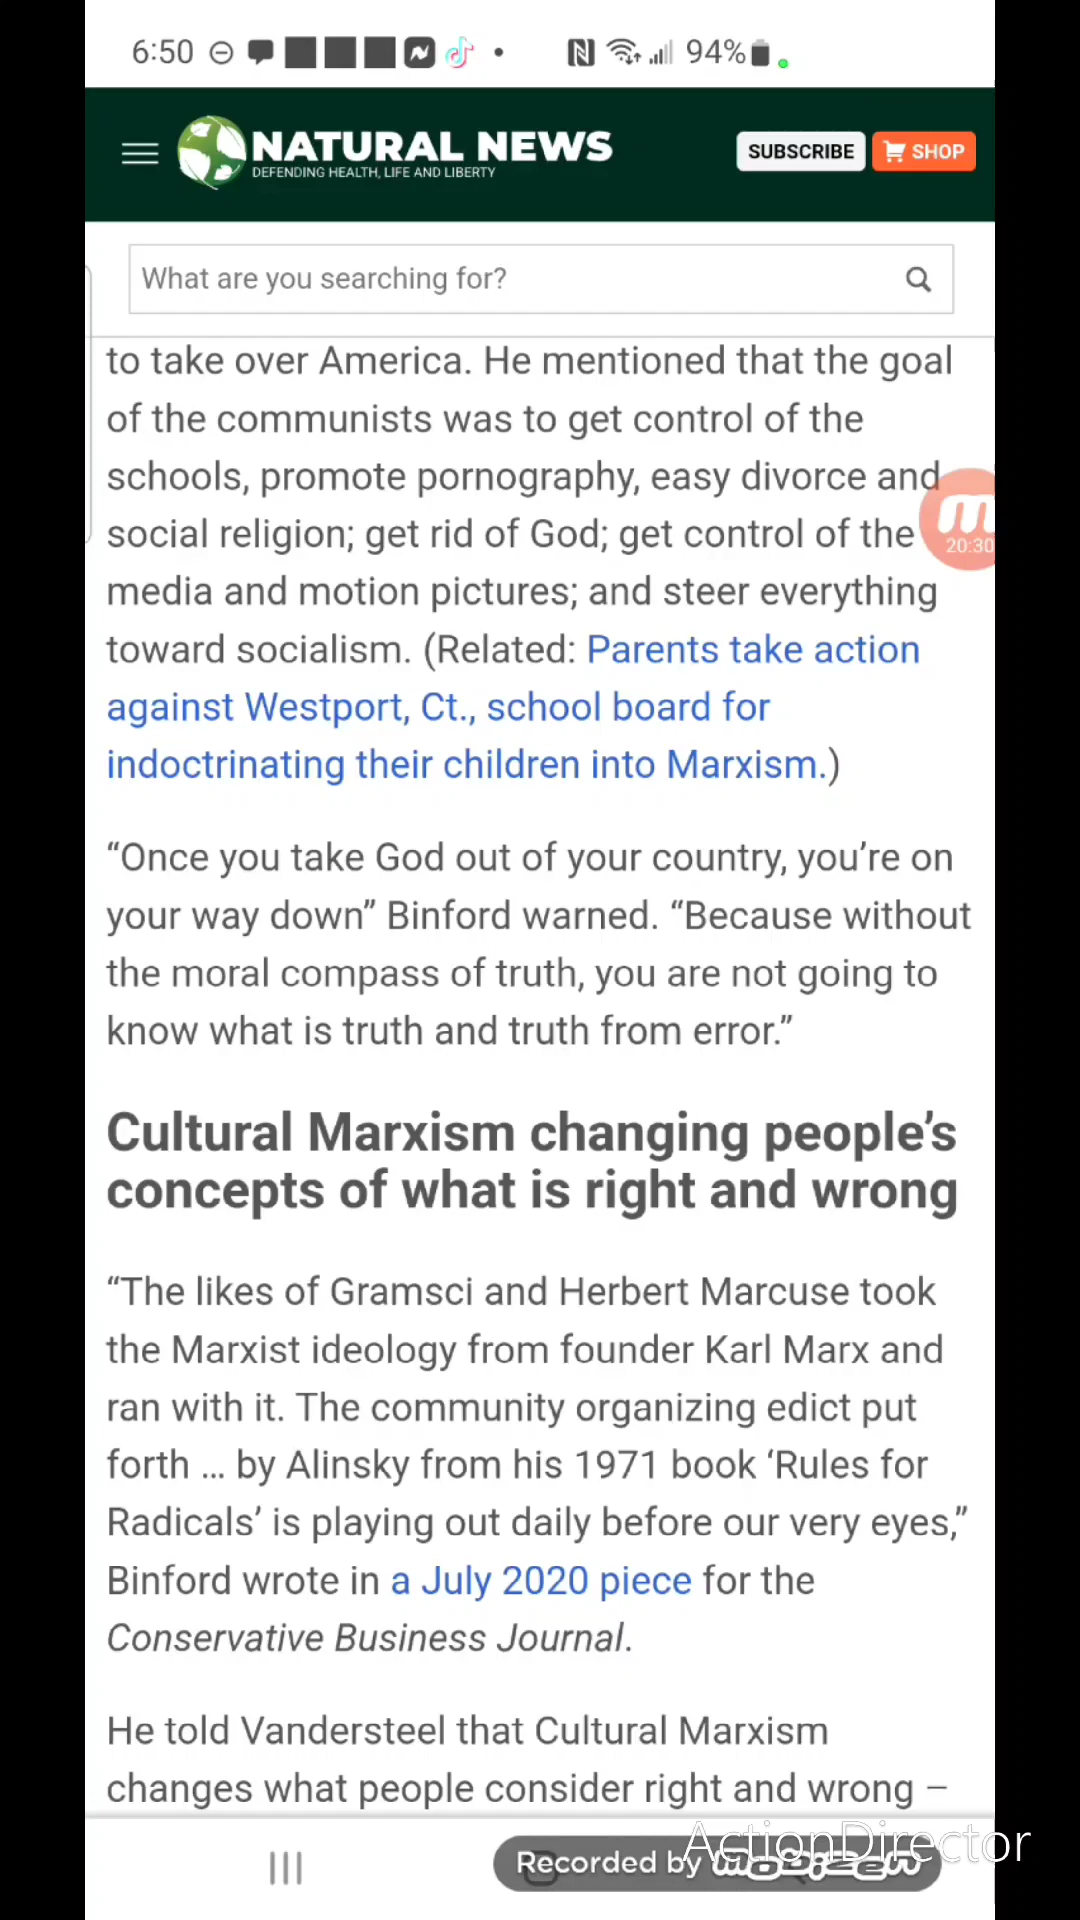 6:50
94%
NATURAL NEWS
DEFENDING HEALTH, LIFE AND LIBERTY
SUBSCRIBE
SHOP
What are you searching for?
to take over America. He mentioned that the goal
of the communists was to get control of the
schools, promote pornography, easy divorce and
social religion; get rid of God; get control of the
20:30
media and motion pictures; and steer everything
toward socialism. (Related: Parents take action
against Westport, Ct., school board for
indoctrinating their children into Marxism.)
“Once you take God out of your country, you’re on
your way down” Binford warned. “Because without
the moral compass of truth, you are not going to
know what is truth and truth from error.”
Cultural Marxism changing people’s
concepts of what is right and wrong
“The likes of Gramsci and Herbert Marcuse took
the Marxist ideology from founder Karl Marx and
ran with it. The community organizing edict put
forth … by Alinsky from his 1971 book ‘Rules for
Radicals’ is playing out daily before our very eyes,”
Binford wrote in a July 2020 piece for the
Conservative Business Journal.
He told Vandersteel that Cultural Marxism
changes what people consider right and wrong –
ActionDirector
Recorded by mobizen